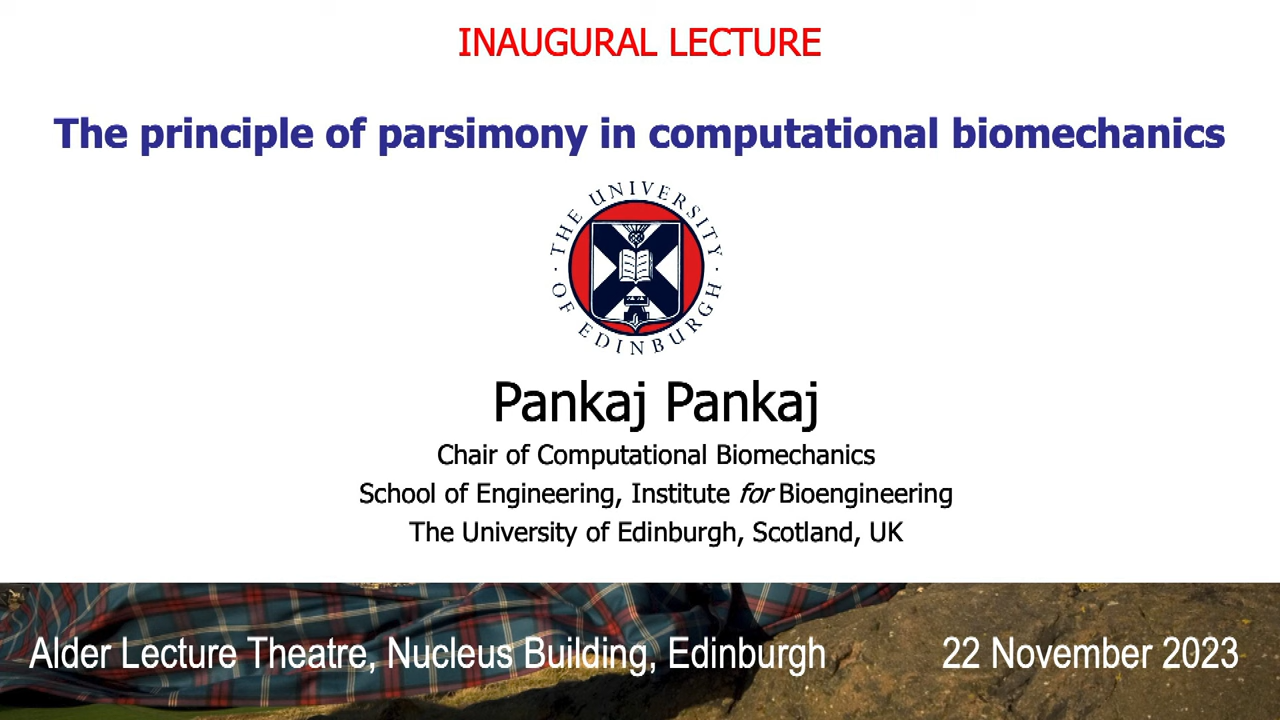 INAUGURAL LECTURE
The principle of parsimony in computational biomechanics
THE UNIVERSITY OF EDINBURGH
Pankaj Pankaj
Chair of Computational Biomechanics
School of Engineering, Institute for Bioengineering
The University of Edinburgh, Scotland, UK
Alder Lecture Theatre, Nucleus Building, Edinburgh 22 November 2023